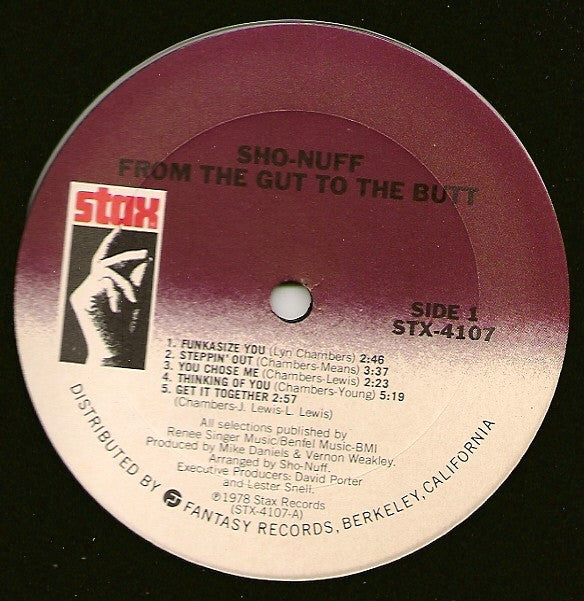 SHO-NUFF
FROM THE GUT TO THE BUTT
stax
SIDE 1
STX-4107
1. FUNKASIZE YOU (Lyn Chambers) 2:46
2. STEPPIN' OUT (Chambers-Means) 3:37
3. YOU CHOSE ME (Chambers-Lewis) 2:23
4. THINKING OF YOU (Chambers-Young) 5:19
5. GET IT TOGETHER 2:57
(Chambers-J. Lewis-L. Lewis)
All selections published by
Renee Singer Music/Benfel Music-BMI
Produced by Mike Daniels & Vernon Weakley.
Arranged by Sho-Nuff.
Executive Producers: David Porter
and Lester Snell.
℗1978 Stax Records
(STX-4107-A)
DISTRIBUTED BY FANTASY RECORDS, BERKELEY, CALIFORNIA